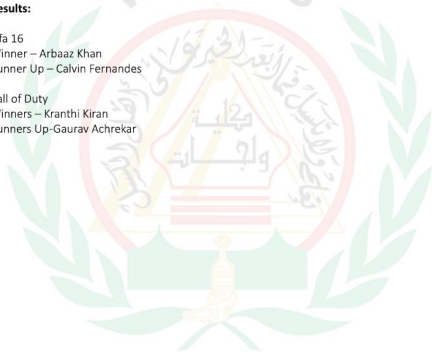 esults:
fa 16
inner – Arbaaz Khan
unner Up – Calvin Fernandes
all of Duty
inners – Kranthi Kiran
unners Up-Gaurav Achrekar
ولجات